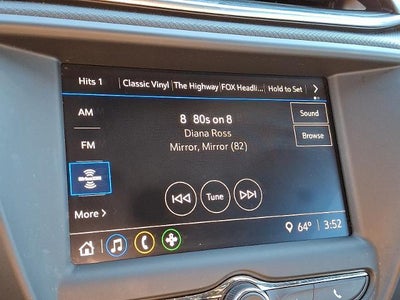 Hits 1 Classic Vinyl The Highway FOX Headli... Hold to Set
AM
8 80s on 8
Sound
Diana Ross
Browse
FM
Mirror, Mirror (82)
SiriusXM
Tune
More
64° 3:52